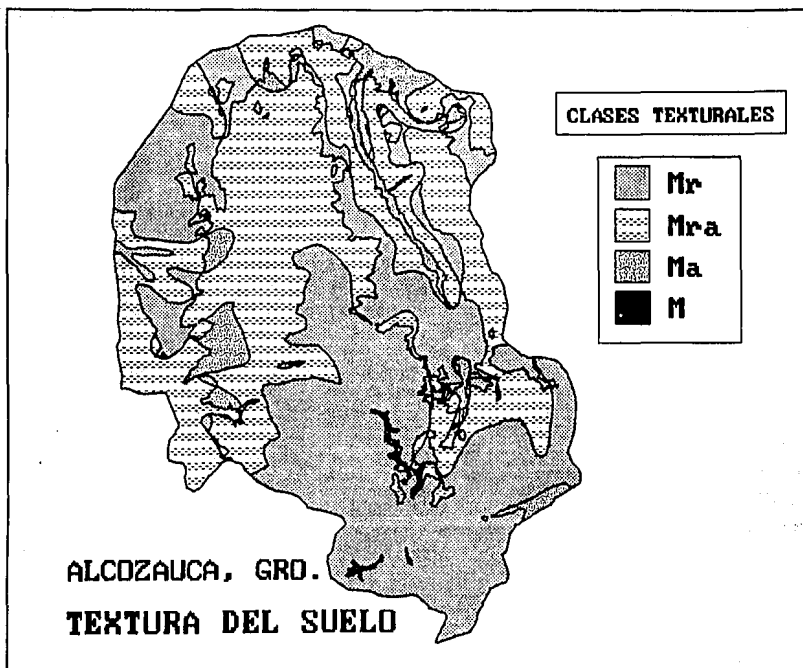 CLASES TEXTURALES
Mr
Mra
Ma
M
ALCOZAUCA, GRO.
TEXTURA DEL SUELO